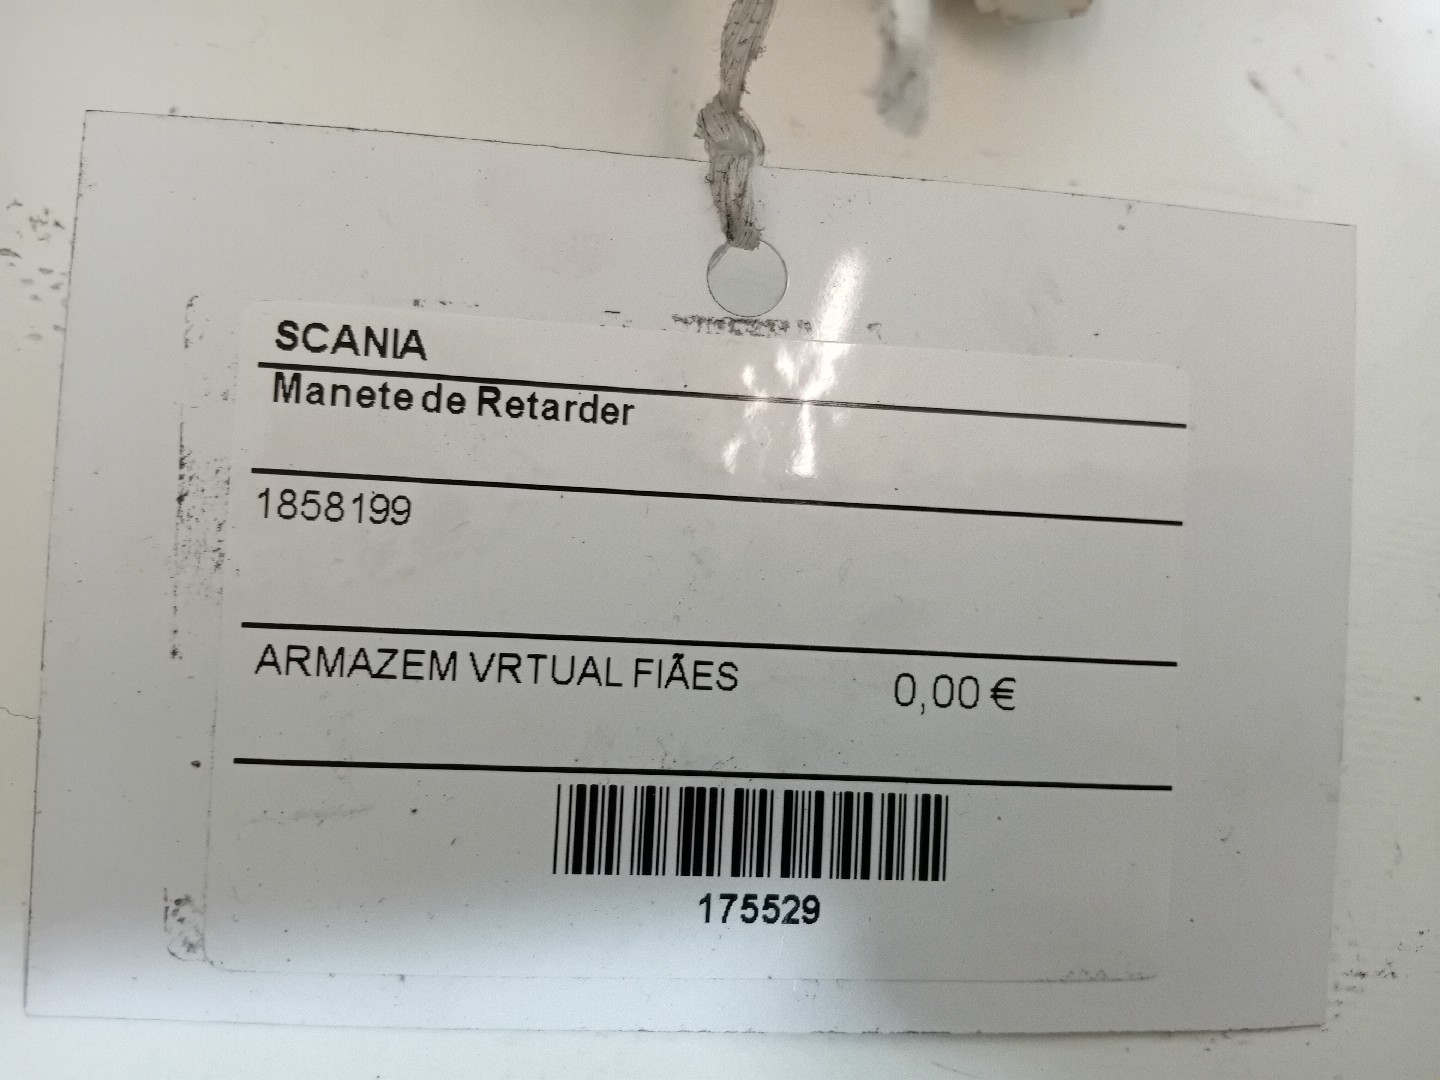 SCANIA
Manete de Retarder
1858199
ARMAZEM VRTUAL FIÃES 0,00 €
175529